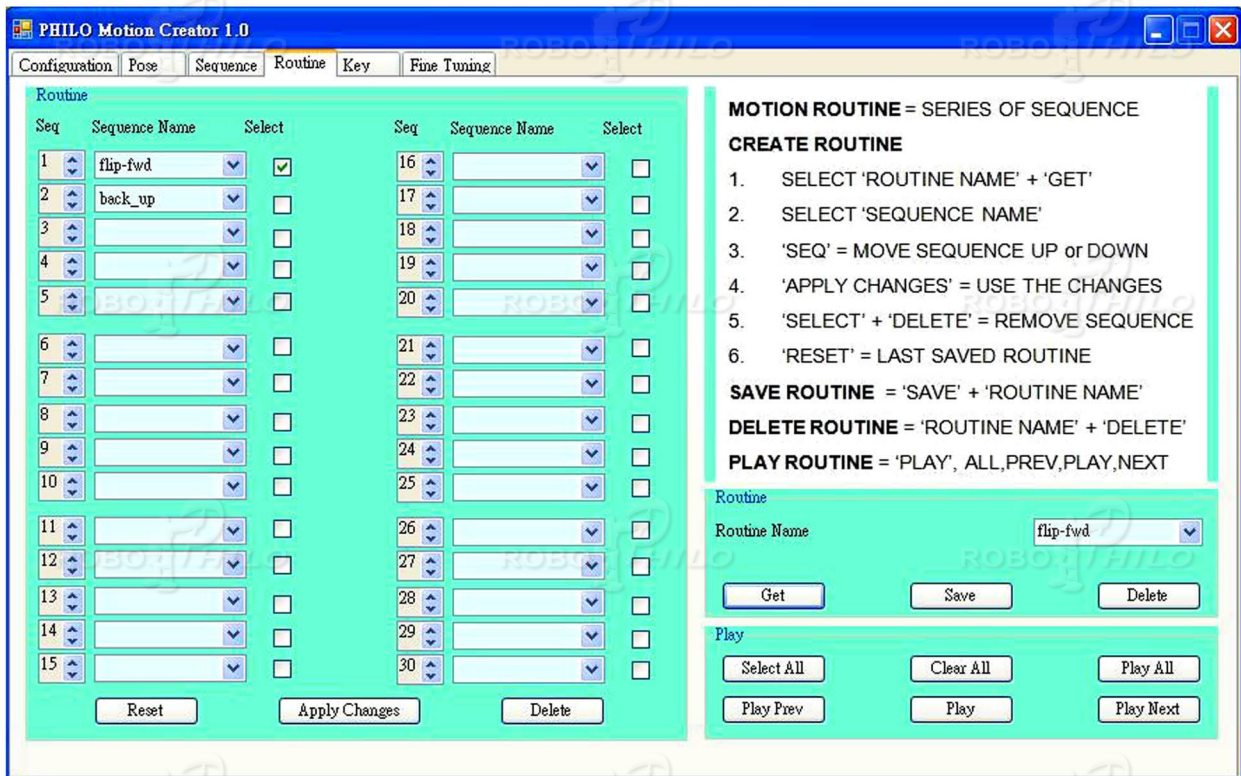 PHILO Motion Creator 1.0
Configuration Pose Sequence Routine Key Fine Tuning
Routine
Seq Sequence Name Select Seq Sequence Name Select
1 flip-fwd 16
2 back_up 17
3 18
4 19
5 20
6 21
7 22
8 23
9 24
10 25
11 26
12 27
13 28
14 29
15 30
Reset Apply Changes Delete
MOTION ROUTINE = SERIES OF SEQUENCE
CREATE ROUTINE
1. SELECT ‘ROUTINE NAME’ + ‘GET’
2. SELECT ‘SEQUENCE NAME’
3. ‘SEQ’ = MOVE SEQUENCE UP or DOWN
4. ‘APPLY CHANGES’ = USE THE CHANGES
5. ‘SELECT’ + ‘DELETE’ = REMOVE SEQUENCE
6. ‘RESET’ = LAST SAVED ROUTINE
SAVE ROUTINE = ‘SAVE’ + ‘ROUTINE NAME’
DELETE ROUTINE = ‘ROUTINE NAME’ + ‘DELETE’
PLAY ROUTINE = ‘PLAY’, ALL,PREV,PLAY,NEXT
Routine
Routine Name flip-fwd
Get Save Delete
Play
Select All Clear All Play All
Play Prev Play Play Next
ROBO PHILO